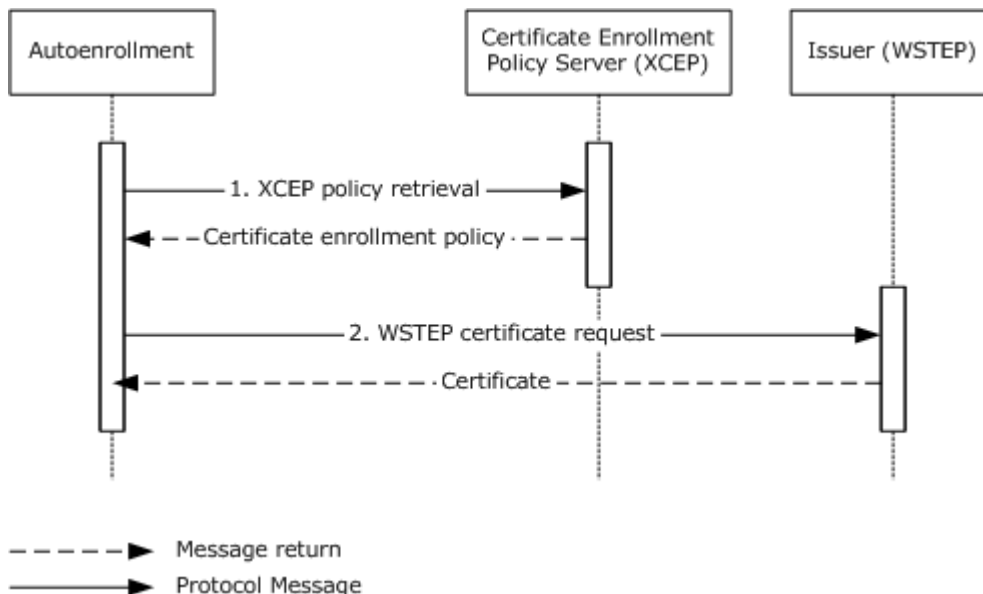 Autoenrollment
Certificate Enrollment
Policy Server (XCEP)
Issuer (WSTEP)
1. XCEP policy retrieval
Certificate enrollment policy
2. WSTEP certificate request
Certificate
Message return
Protocol Message